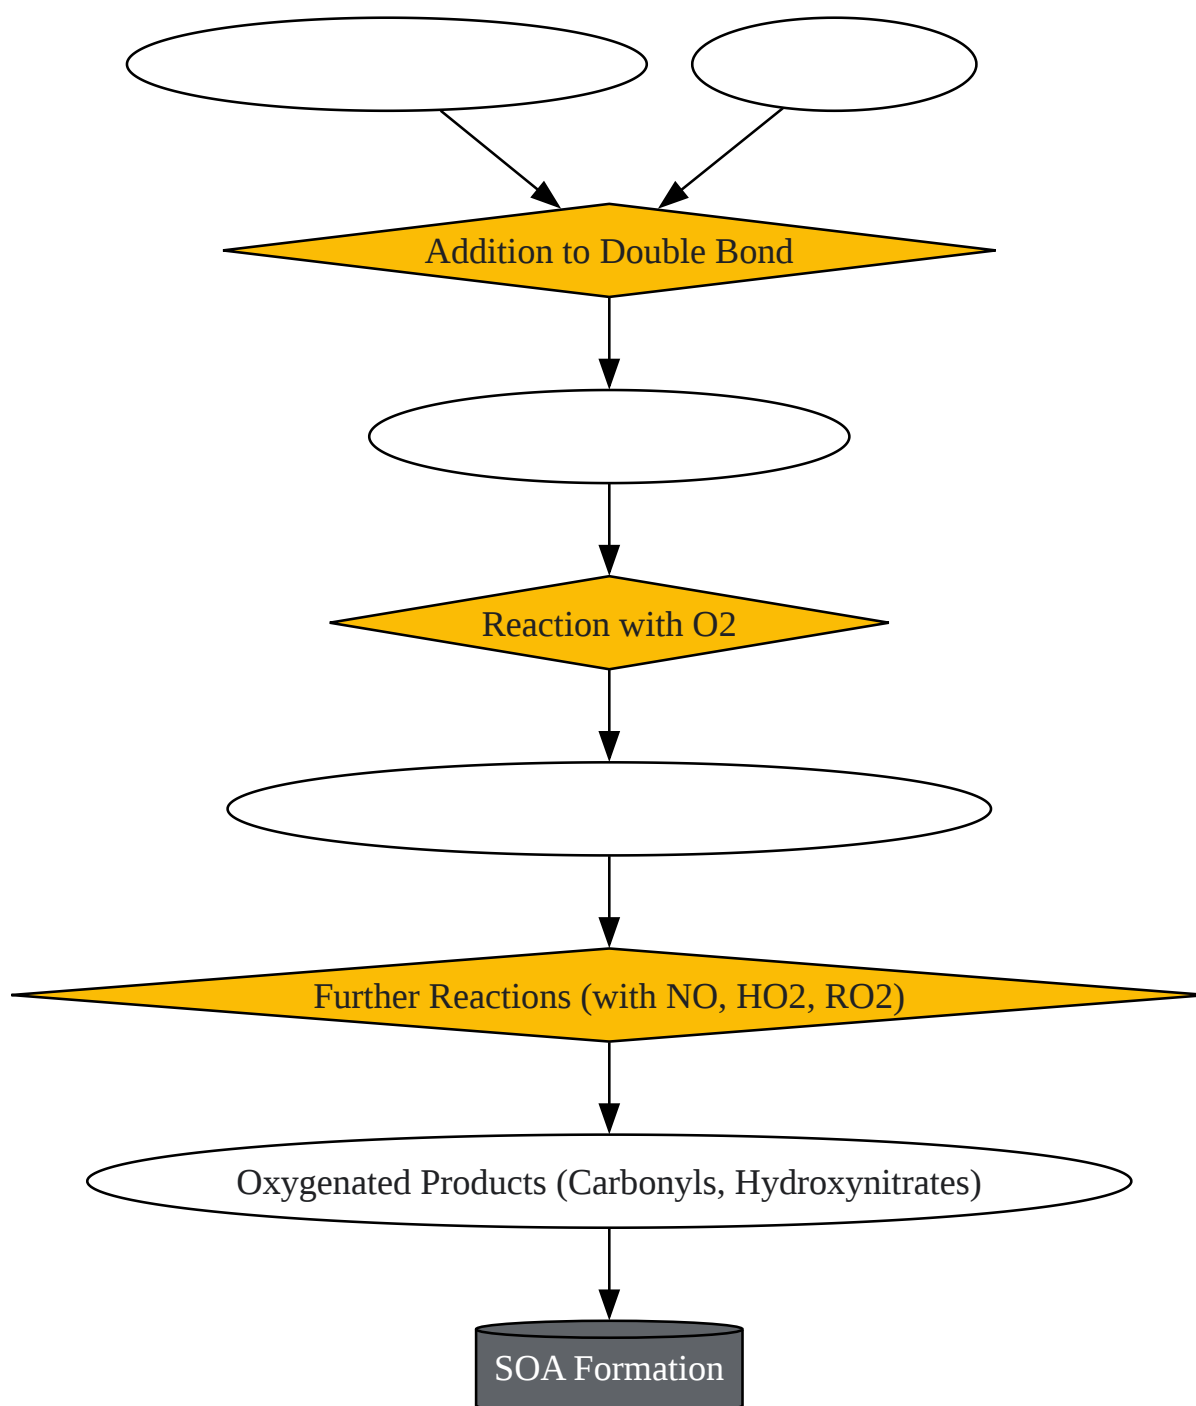 Addition to Double Bond
Reaction with O2
Further Reactions (with NO, HO2, RO2)
Oxygenated Products (Carbonyls, Hydroxynitrates)
SOA Formation